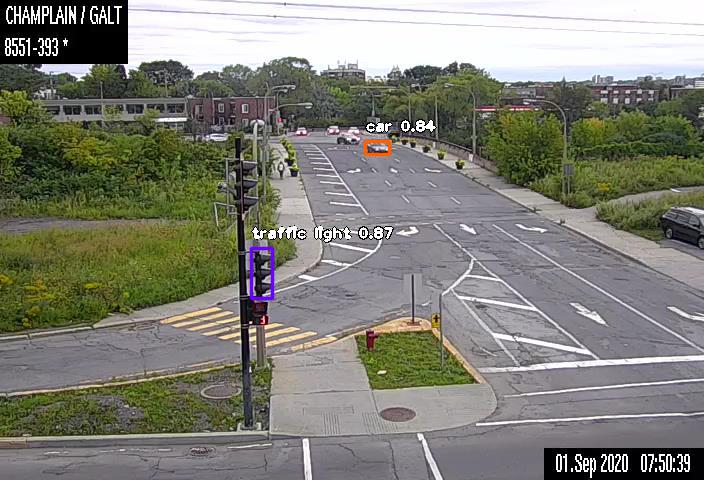 CHAMPLAIN / GALT
8551-393 *
car 0.84
traffic light 0.87
01.Sep 2020 07:50:39